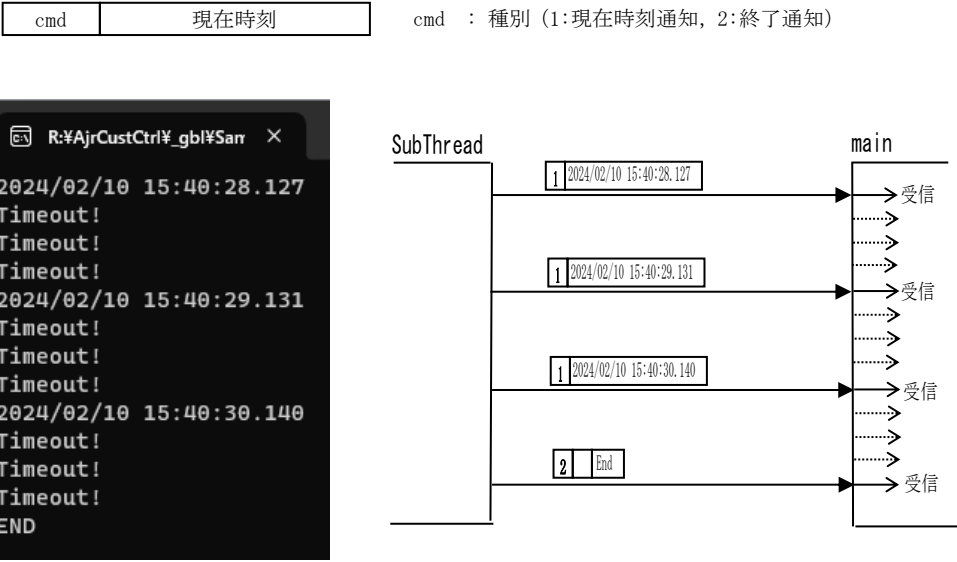 cmd 現在時刻 cmd : 種別 (1:現在時刻通知, 2:終了通知)
R:¥AjrCustCtrl¥_gbl¥Sam
2024/02/10 15:40:28.127
Timeout!
Timeout!
Timeout!
2024/02/10 15:40:29.131
Timeout!
Timeout!
Timeout!
2024/02/10 15:40:30.140
Timeout!
Timeout!
Timeout!
END
SubThread main
1 2024/02/10 15:40:28.127 受信
1 2024/02/10 15:40:29.131 受信
1 2024/02/10 15:40:30.140 受信
2 End 受信